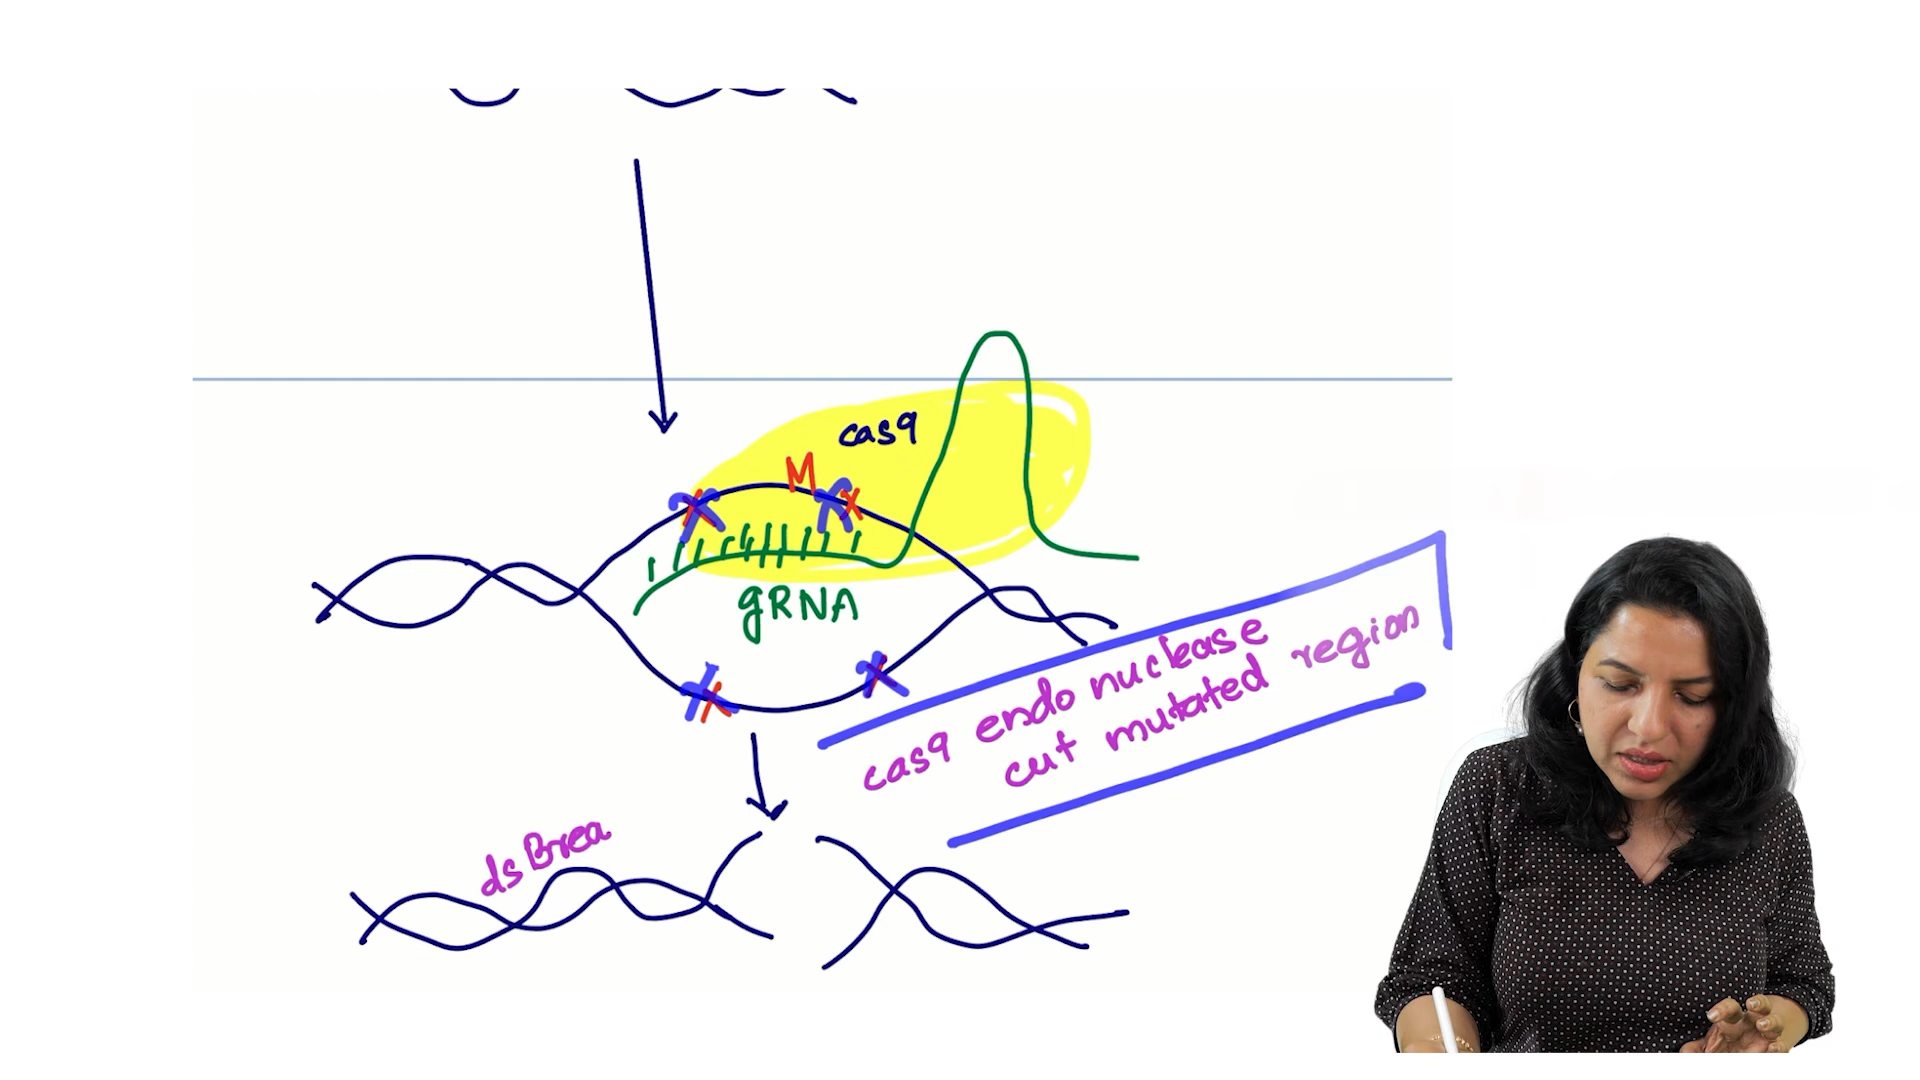 cas9
M
gRNA
cas9 endo nuclease
cut mutated region
ds Brea